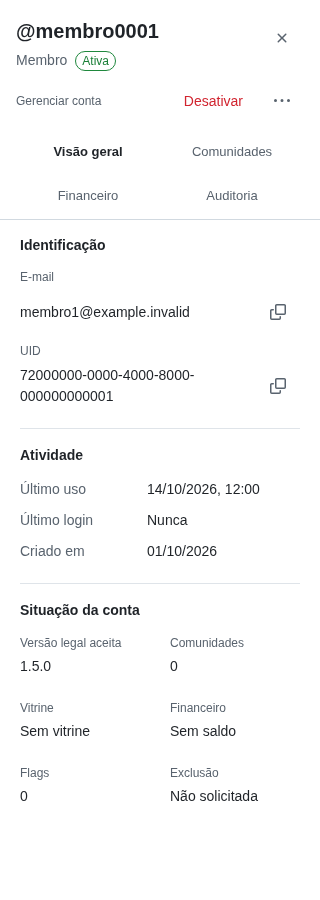 @membro0001
Membro Ativa
Gerenciar conta Desativar
Visão geral Comunidades
Financeiro Auditoria
Identificação
E-mail
membro1@example.invalid
UID
72000000-0000-4000-8000-
000000000001
Atividade
Último uso 14/10/2026, 12:00
Último login Nunca
Criado em 01/10/2026
Situação da conta
Versão legal aceita Comunidades
1.5.0 0
Vitrine Financeiro
Sem vitrine Sem saldo
Flags Exclusão
0 Não solicitada